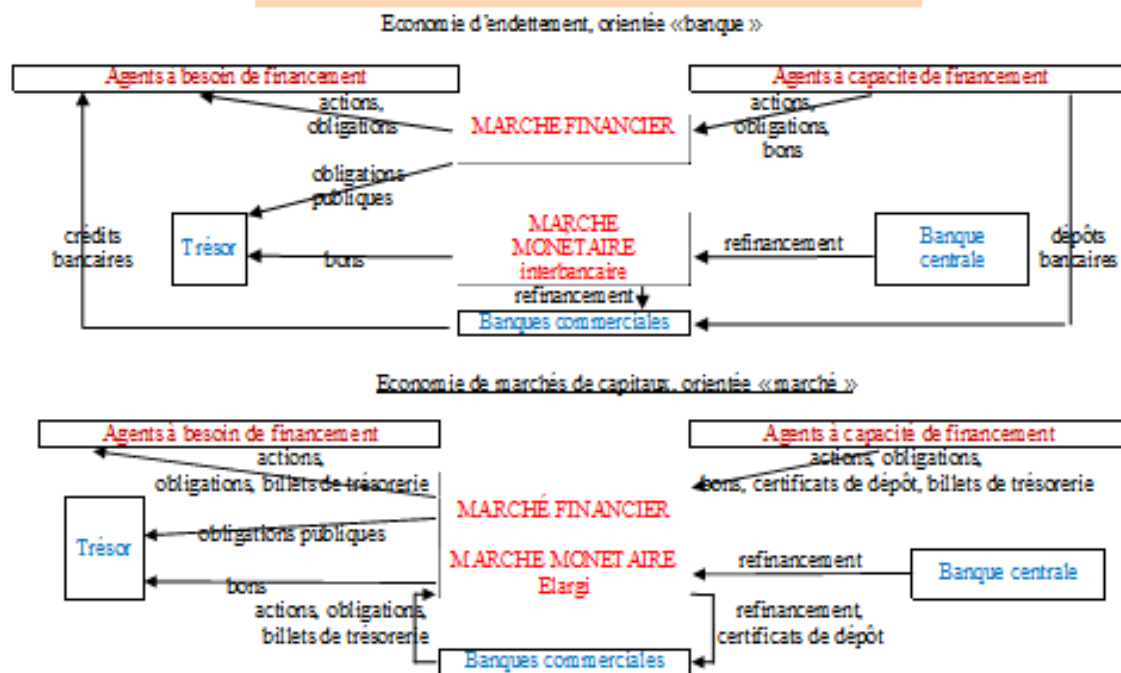 Economie d'endettement, orientée «banque »
Agents à besoin de financement
Agents à capacité de financement
actions,
obligations
MARCHE FINANCIER
actions,
obligations,
bons
obligations
publiques
crédits
bancaires
Trésor
bons
MARCHE
MONETAIRE
interbancaire
refinancement
Banque
centrale
dépôts
bancaires
refinancement
Banques commerciales
Economie de marchés de capitaux, orientée « marché »
Agents à besoin de financement
Agents à capacité de financement
actions,
obligations, billets de trésorerie
actions, obligations,
bons, certificats de dépôt, billets de trésorerie
MARCHÉ FINANCIER
Trésor
obligations publiques
MARCHE MONETAIRE
Elargi
refinancement
Banque centrale
bons
actions, obligations,
billets de trésorerie
refinancement,
certificats de dépôt
Banques commerciales